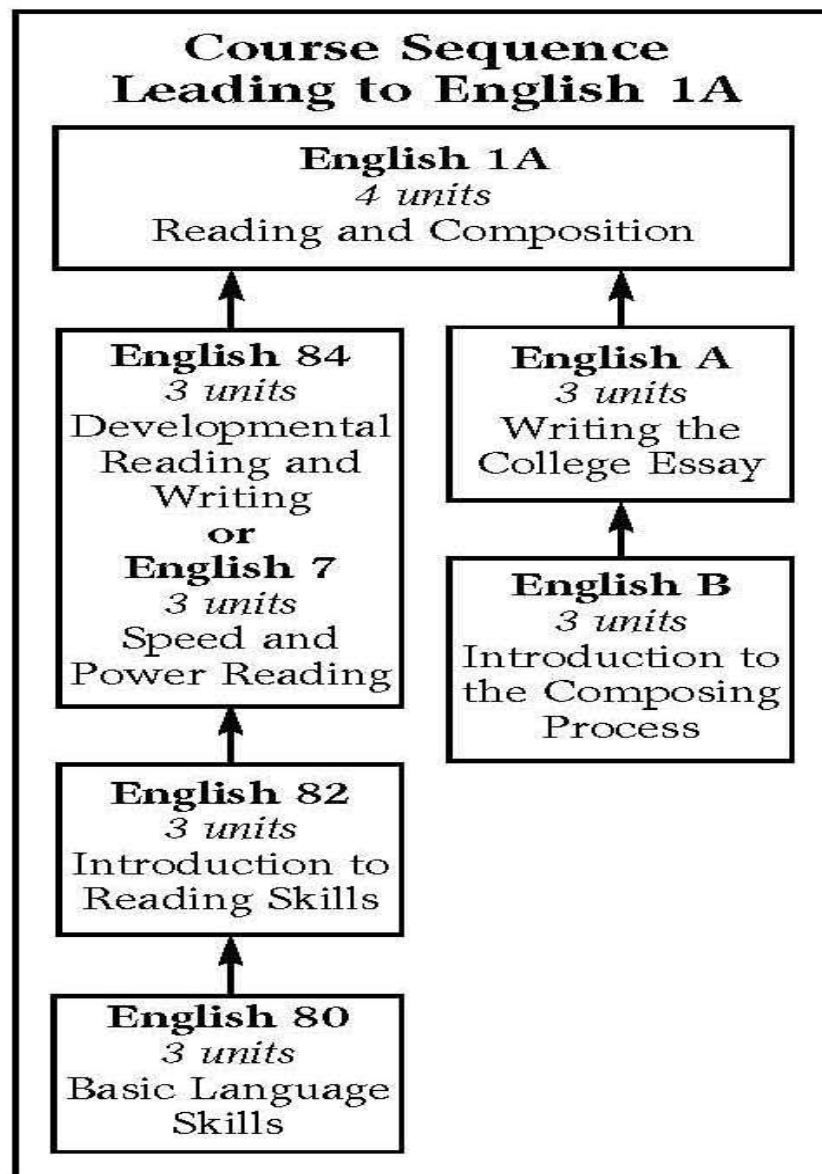 Course Sequence
Leading to English 1A
English 1A
4 units
Reading and Composition
English 84
3 units
Developmental
Reading and
Writing
or
English 7
3 units
Speed and
Power Reading
English A
3 units
Writing the
College Essay
English B
3 units
Introduction to
the Composing
Process
English 82
3 units
Introduction to
Reading Skills
English 80
3 units
Basic Language
Skills